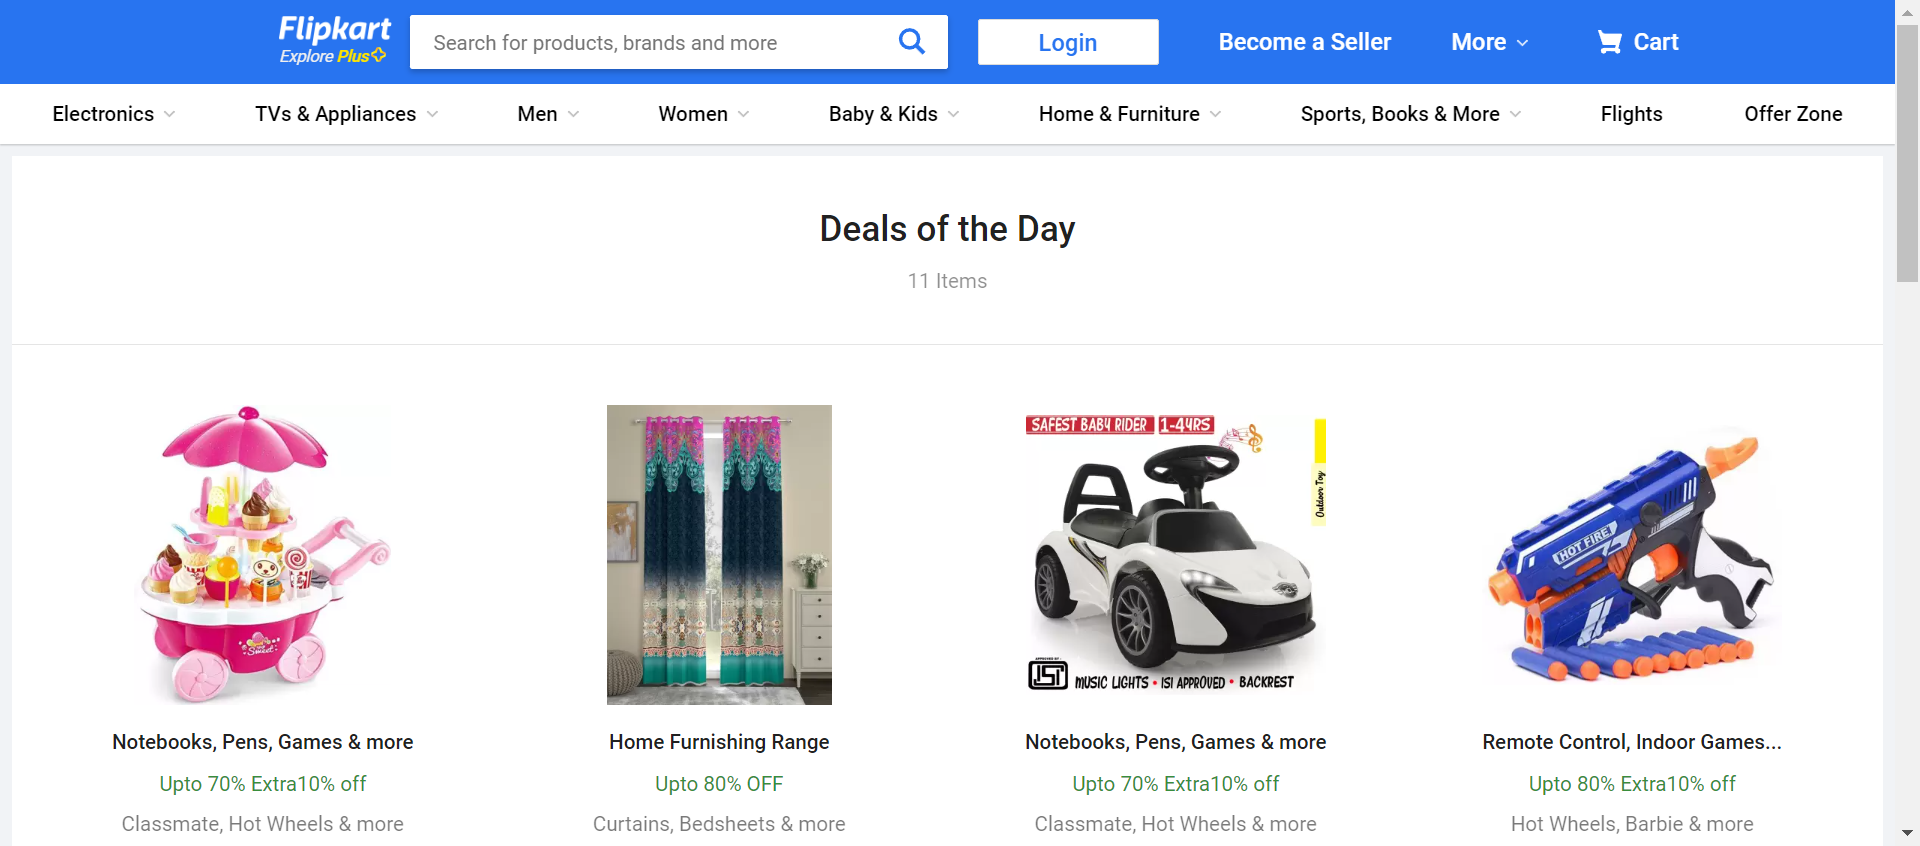 Flipkart
Explore Plus
Search for products, brands and more
Login
Become a Seller
More
Cart
Electronics
TVs & Appliances
Men
Women
Baby & Kids
Home & Furniture
Sports, Books & More
Flights
Offer Zone
Deals of the Day
11 Items
Sweet
SAFEST BABY RIDER 1-4YRS
Outdoor Toy
ISI
MUSIC LIGHTS • ISI APPROVED • BACKREST
HOT FIRE
Notebooks, Pens, Games & more
Upto 70% Extra10% off
Classmate, Hot Wheels & more
Home Furnishing Range
Upto 80% OFF
Curtains, Bedsheets & more
Notebooks, Pens, Games & more
Upto 70% Extra10% off
Classmate, Hot Wheels & more
Remote Control, Indoor Games...
Upto 80% Extra10% off
Hot Wheels, Barbie & more